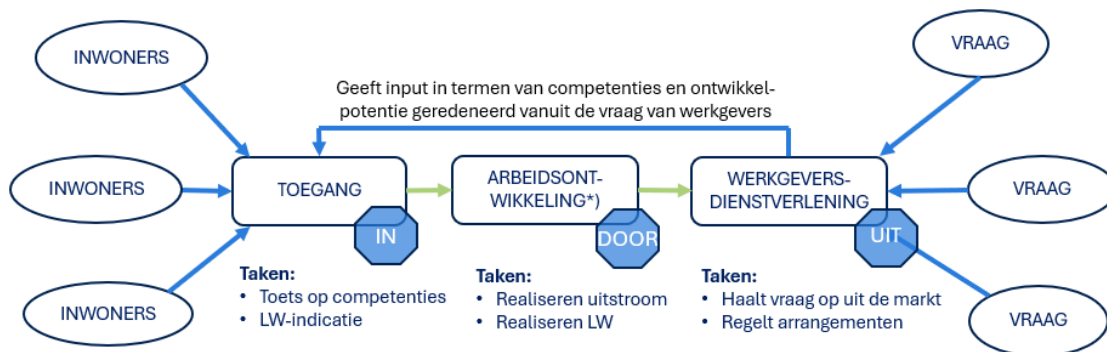 INWONERS
VRAAG
Geeft input in termen van competenties en ontwikkel-
potentie geredeneerd vanuit de vraag van werkgevers
INWONERS
TOEGANG
IN
ARBEIDSONT-
WIKKELING*)
DOOR
WERKGEVERS-
DIENSTVERLENING
UIT
VRAAG
INWONERS
Taken:
• Toets op competenties
• LW-indicatie
Taken:
• Realiseren uitstroom
• Realiseren LW
Taken:
• Haalt vraag op uit de markt
• Regelt arrangementen
VRAAG